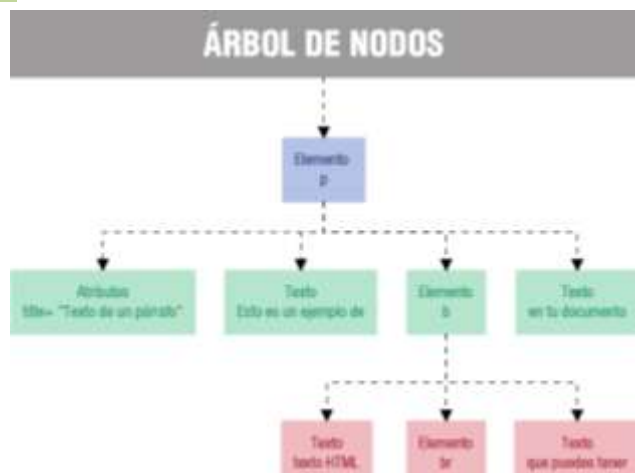 ÁRBOL DE NODOS
Elemento
p
Atributos
title= "Texto de un párrafo"
Texto
Esto es un ejemplo de
Elemento
b
Texto
en tu documento
Texto
texto HTML
Elemento
br
Texto
que puedes tener